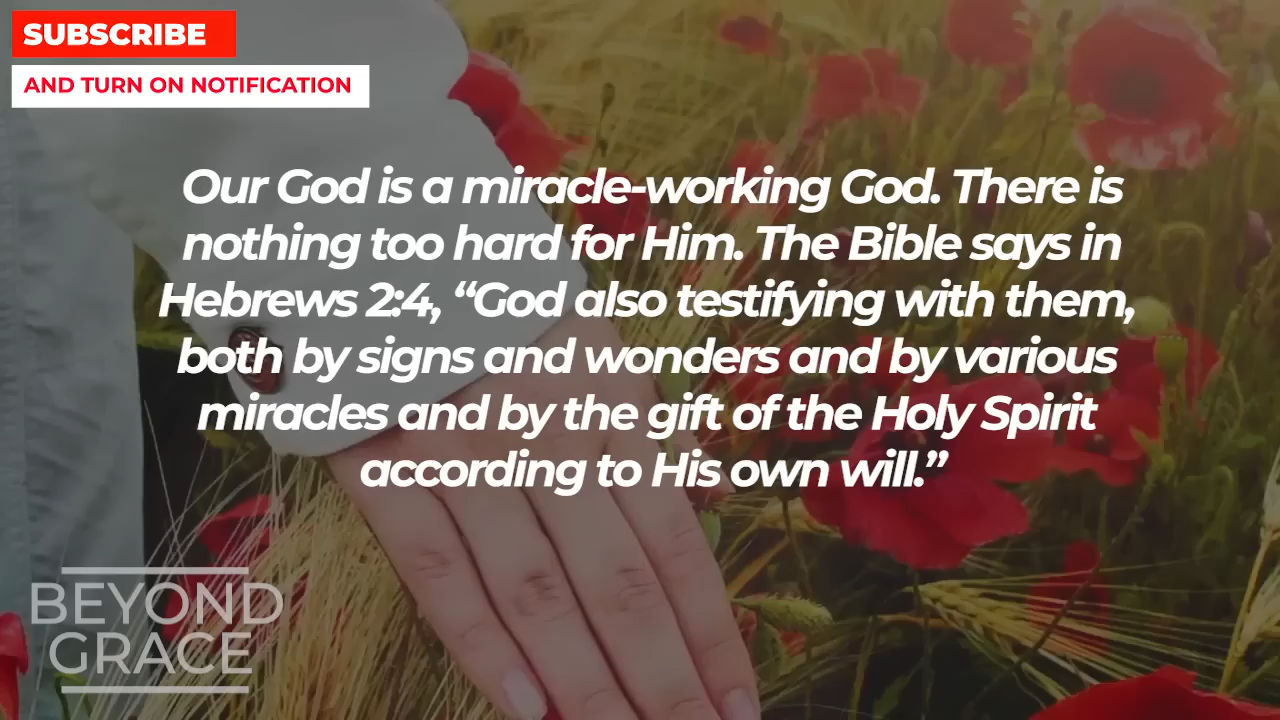 SUBSCRIBE
AND TURN ON NOTIFICATION
Our God is a miracle-working God. There is
nothing too hard for Him. The Bible says in
Hebrews 2:4, “God also testifying with them,
both by signs and wonders and by various
miracles and by the gift of the Holy Spirit
according to His own will.”
BEYOND
GRACE